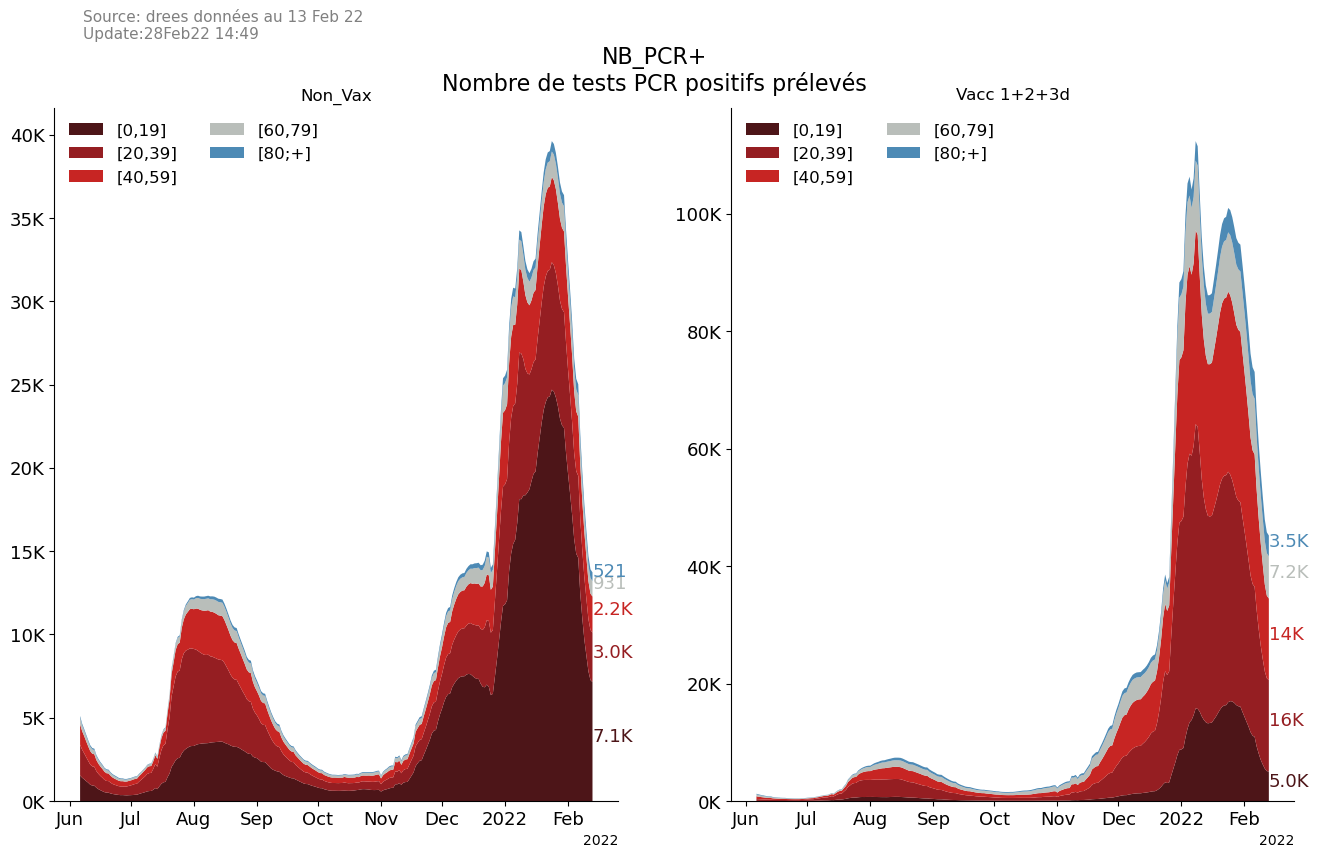 Source: drees données au 13 Feb 22
Update:28Feb22 14:49
NB_PCR+
Nombre de tests PCR positifs prélevés
Non_Vax
[0,19]
[20,39]
[40,59]
[60,79]
[80;+]
40K
35K
30K
25K
20K
15K
10K
5K
0K
521
931
2.2K
3.0K
7.1K
Jun Jul Aug Sep Oct Nov Dec 2022 Feb
2022
Vacc 1+2+3d
[0,19]
[20,39]
[40,59]
[60,79]
[80;+]
100K
80K
60K
40K
20K
0K
3.5K
7.2K
14K
16K
5.0K
Jun Jul Aug Sep Oct Nov Dec 2022 Feb
2022